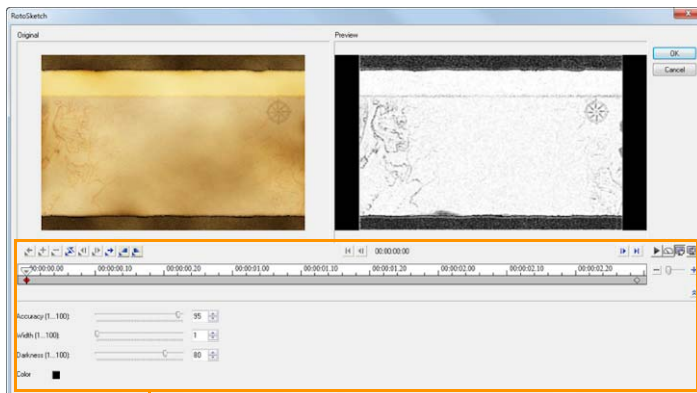 RotoSketch
Original
Preview
OK
Cancel
00:00:00:00
00:00:00.00 00:00:00.10 00:00:00.20 00:00:01.00 00:00:01.10 00:00:01.20 00:00:02.00 00:00:02.10 00:00:02.20
Accuracy (1...100): 95
Width (1...100): 1
Darkness (1...100): 80
Color